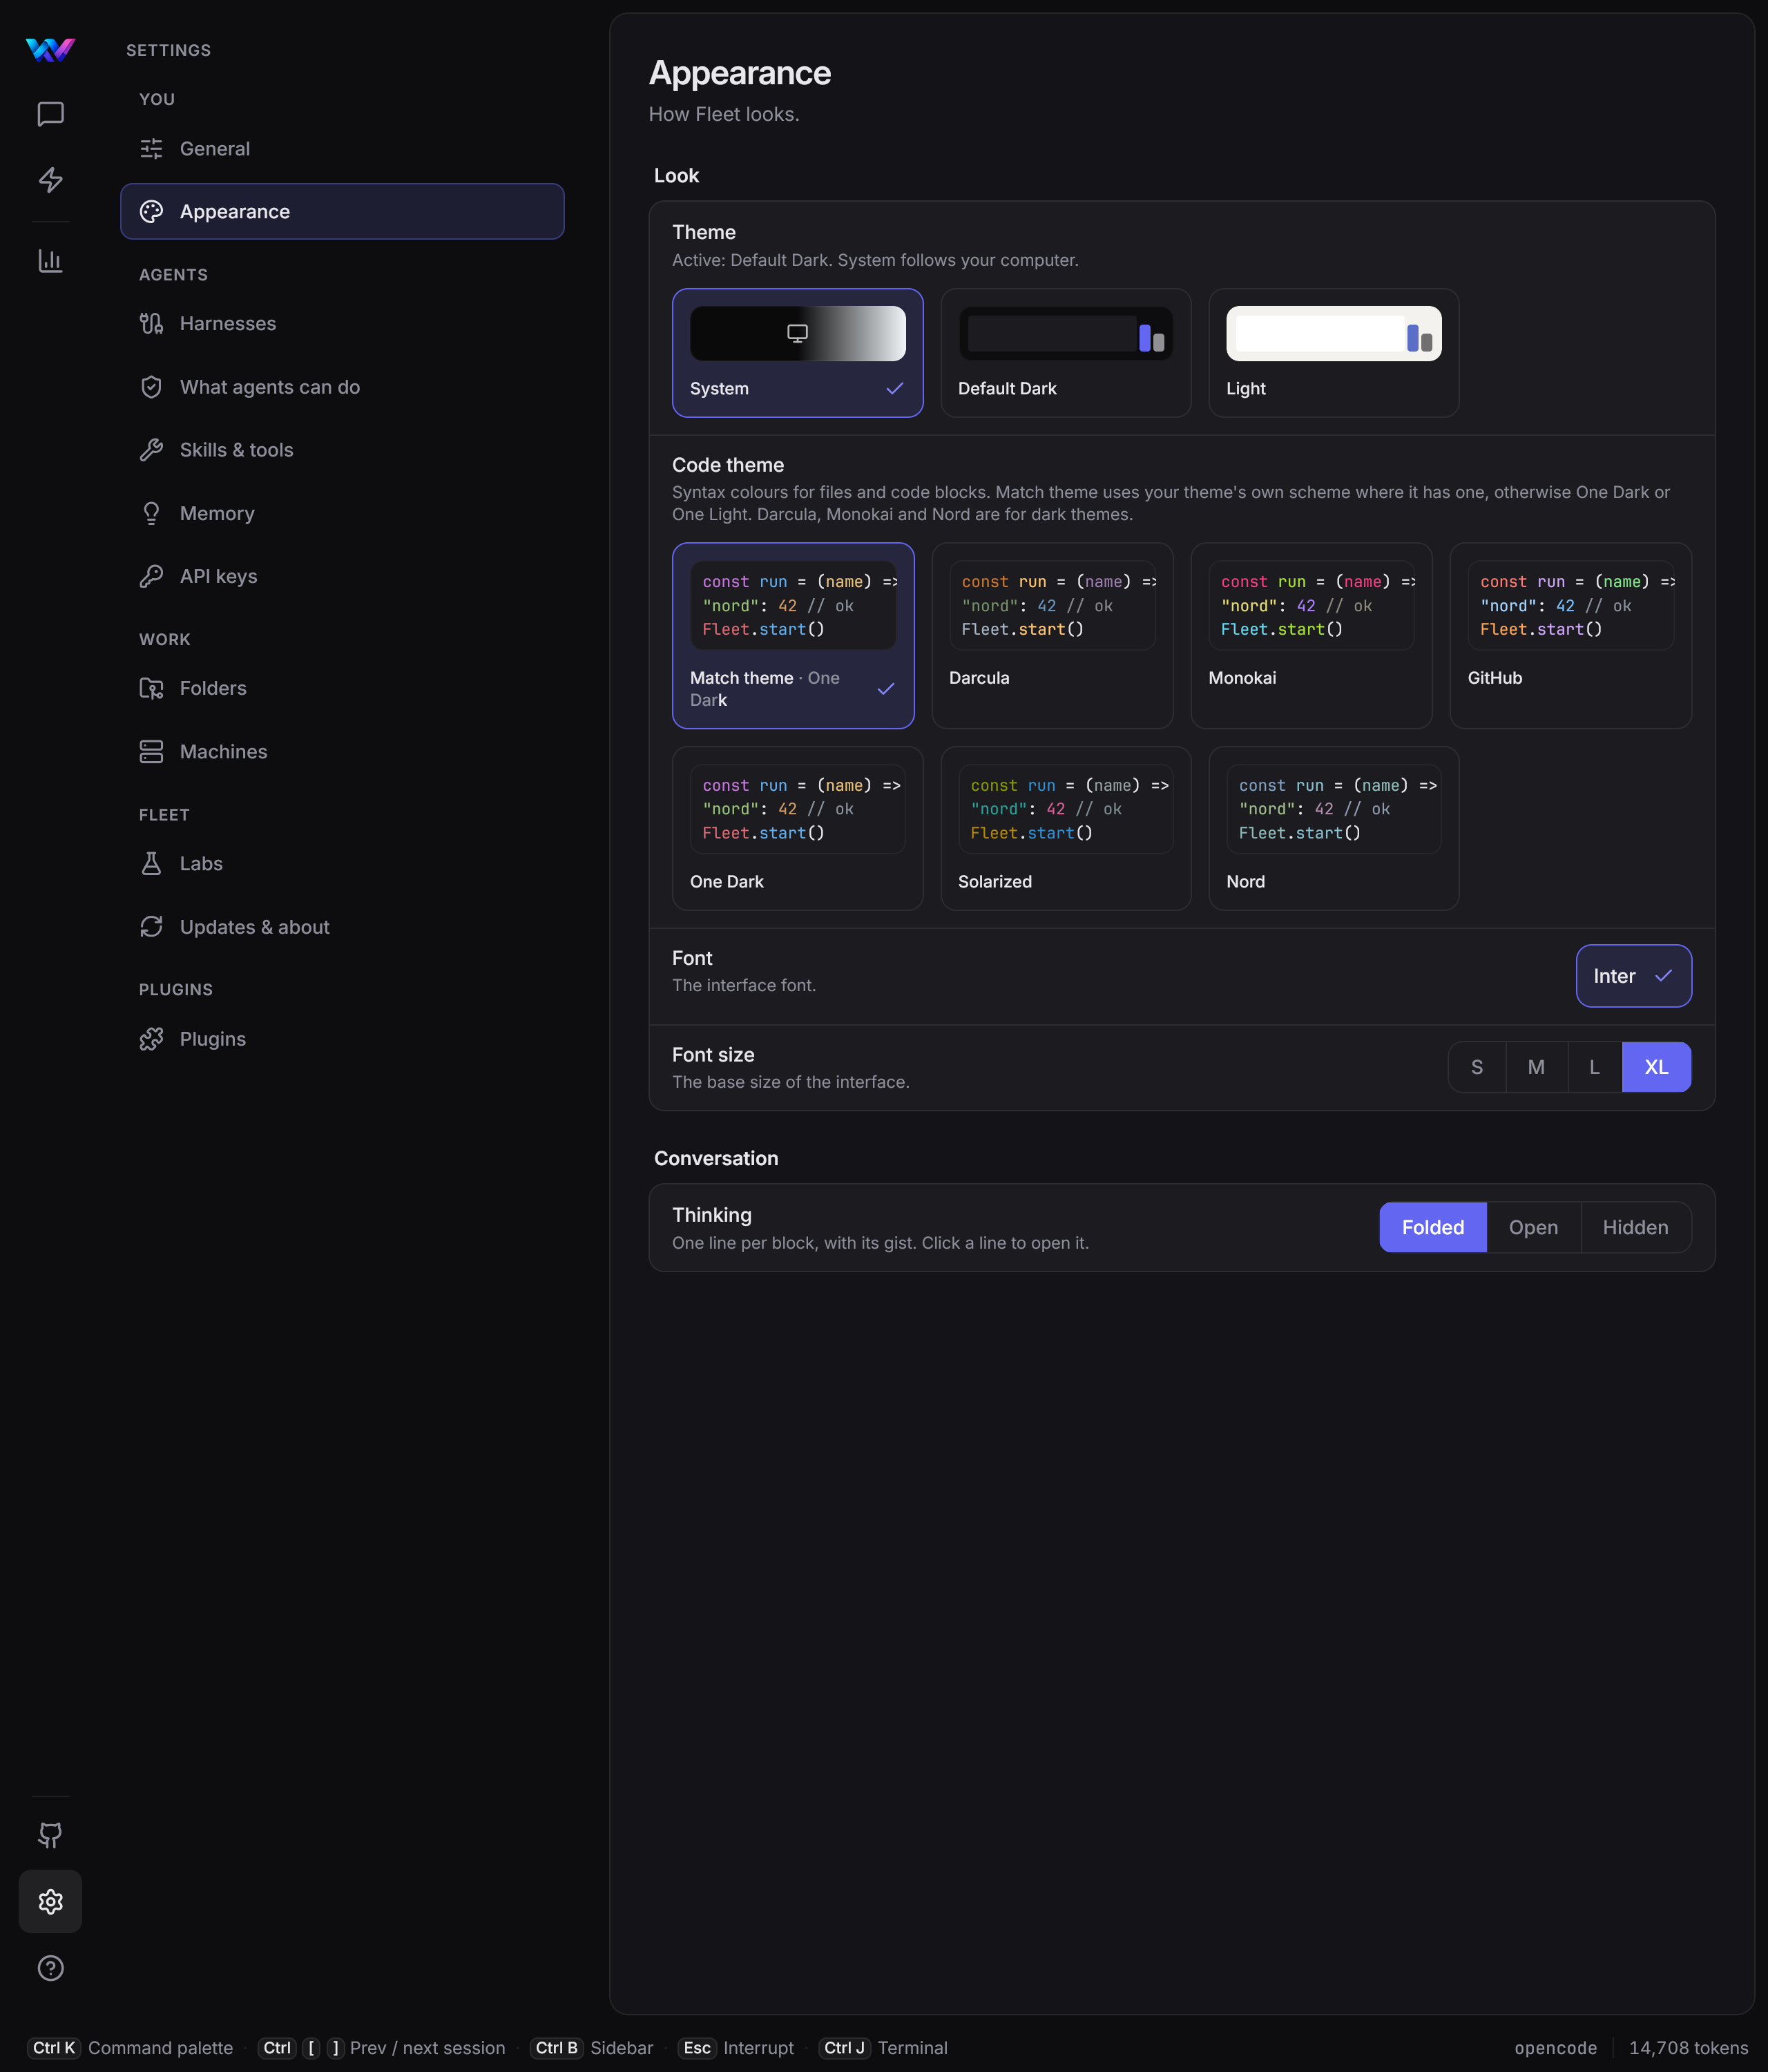 SETTINGS
YOU
General
Appearance
AGENTS
Harnesses
What agents can do
Skills & tools
Memory
API keys
WORK
Folders
Machines
FLEET
Labs
Updates & about
PLUGINS
Plugins
Appearance
How Fleet looks.
Look
Theme
Active: Default Dark. System follows your computer.
System
Default Dark
Light
Code theme
Syntax colours for files and code blocks. Match theme uses your theme's own scheme where it has one, otherwise One Dark or
One Light. Darcula, Monokai and Nord are for dark themes.
const run = (name) =>
"nord": 42 // ok
Fleet.start()
Match theme · One
Dark
const run = (name) =>
"nord": 42 // ok
Fleet.start()
Darcula
const run = (name) =>
"nord": 42 // ok
Fleet.start()
Monokai
const run = (name) =>
"nord": 42 // ok
Fleet.start()
GitHub
const run = (name) =>
"nord": 42 // ok
Fleet.start()
One Dark
const run = (name) =>
"nord": 42 // ok
Fleet.start()
Solarized
const run = (name) =>
"nord": 42 // ok
Fleet.start()
Nord
Font
The interface font.
Inter
Font size
The base size of the interface.
S M L XL
Conversation
Thinking
One line per block, with its gist. Click a line to open it.
Folded Open Hidden
Ctrl K Command palette · Ctrl [ ] Prev / next session · Ctrl B Sidebar · Esc Interrupt · Ctrl J Terminal
opencode 14,708 tokens